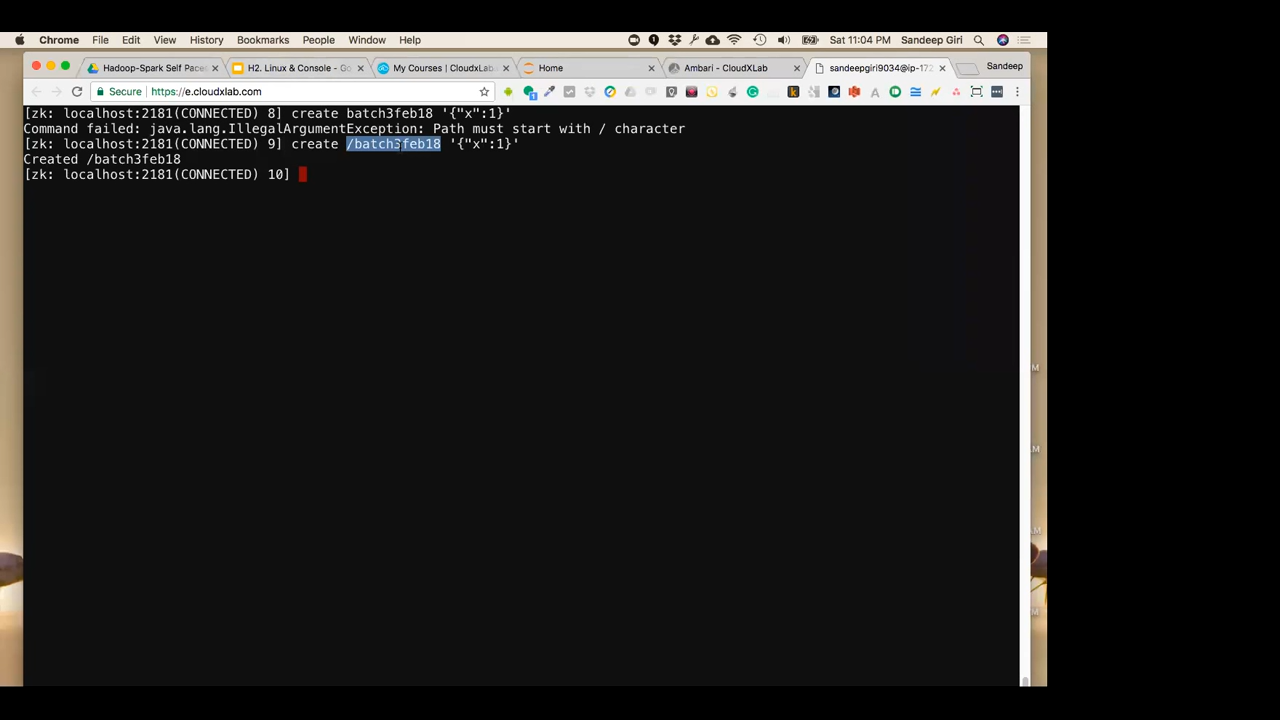 Chrome File Edit View History Bookmarks People Window Help Sat 11:04 PM Sandeep Giri
Hadoop-Spark Self Pace H2. Linux & Console - Go My Courses | CloudxLab Home Ambari - CloudXLab sandeepgiri9034@ip-172 Sandeep
Secure https://e.cloudxlab.com
[zk: localhost:2181(CONNECTED) 8] create batch3feb18 '{"x":1}'
Command failed: java.lang.IllegalArgumentException: Path must start with / character
[zk: localhost:2181(CONNECTED) 9] create /batch3feb18 '{"x":1}'
Created /batch3feb18
[zk: localhost:2181(CONNECTED) 10]